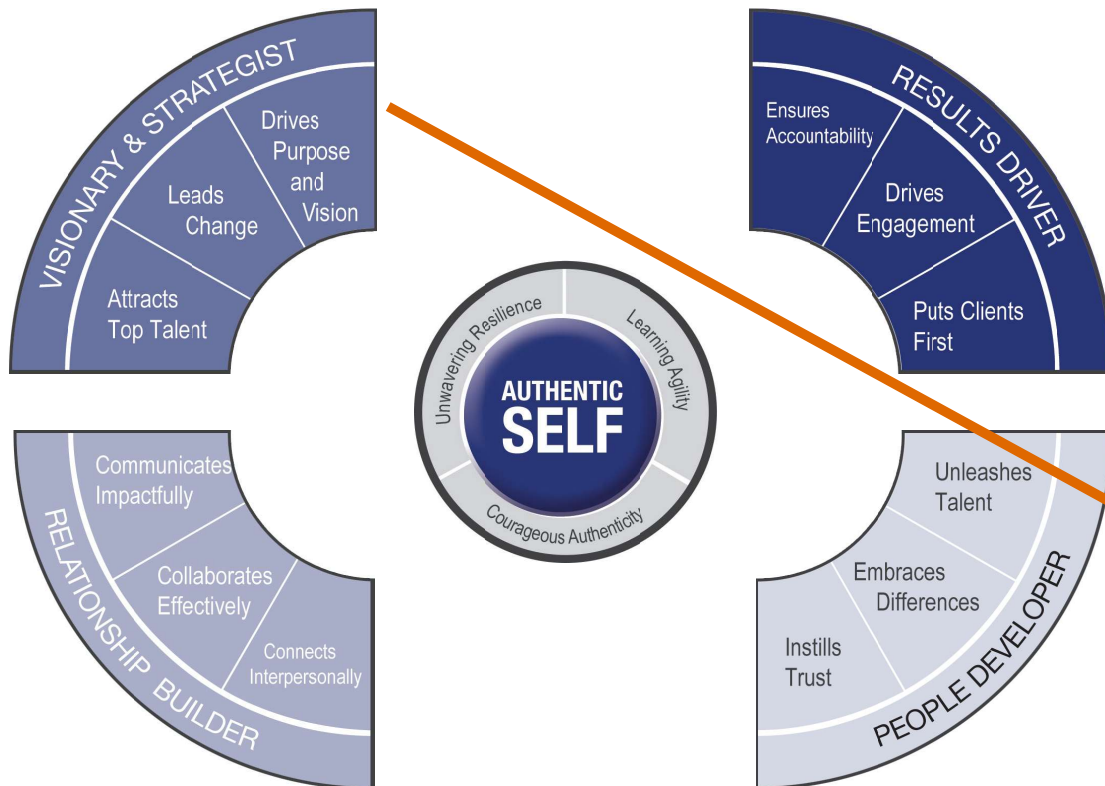 VISIONARY & STRATEGIST
Drives
Purpose
and
Vision
Leads
Change
Attracts
Top Talent
RESULTS DRIVER
Ensures
Accountability
Drives
Engagement
Puts Clients
First
Unwavering Resilience
Learning Agility
AUTHENTIC
SELF
Courageous Authenticity
RELATIONSHIP BUILDER
Communicates
Impactfully
Collaborates
Effectively
Connects
Interpersonally
PEOPLE DEVELOPER
Unleashes
Talent
Embraces
Differences
Instills
Trust